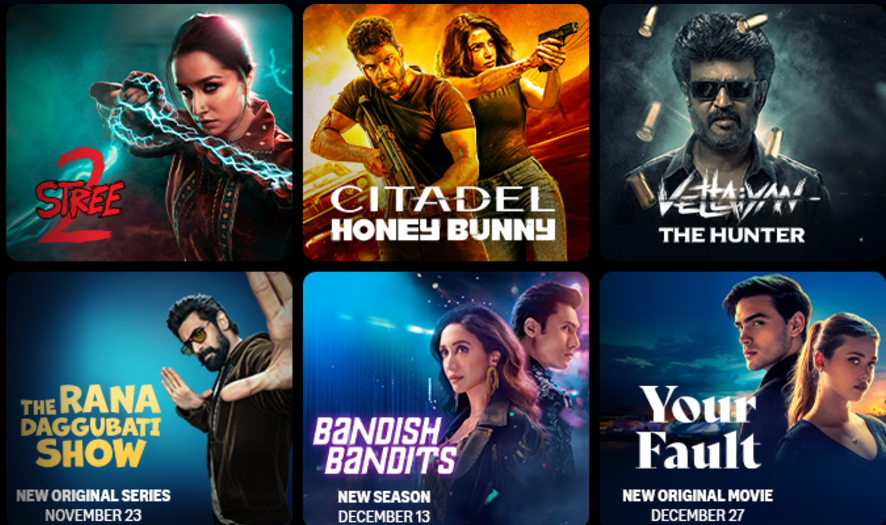 2
STREE
CITADEL
HONEY BUNNY
VETTAIYAN -
THE HUNTER
THE RANA
DAGGUBATI
SHOW
NEW ORIGINAL SERIES
NOVEMBER 23
BANDISH
BANDITS
NEW SEASON
DECEMBER 13
Your
Fault
NEW ORIGINAL MOVIE
DECEMBER 27